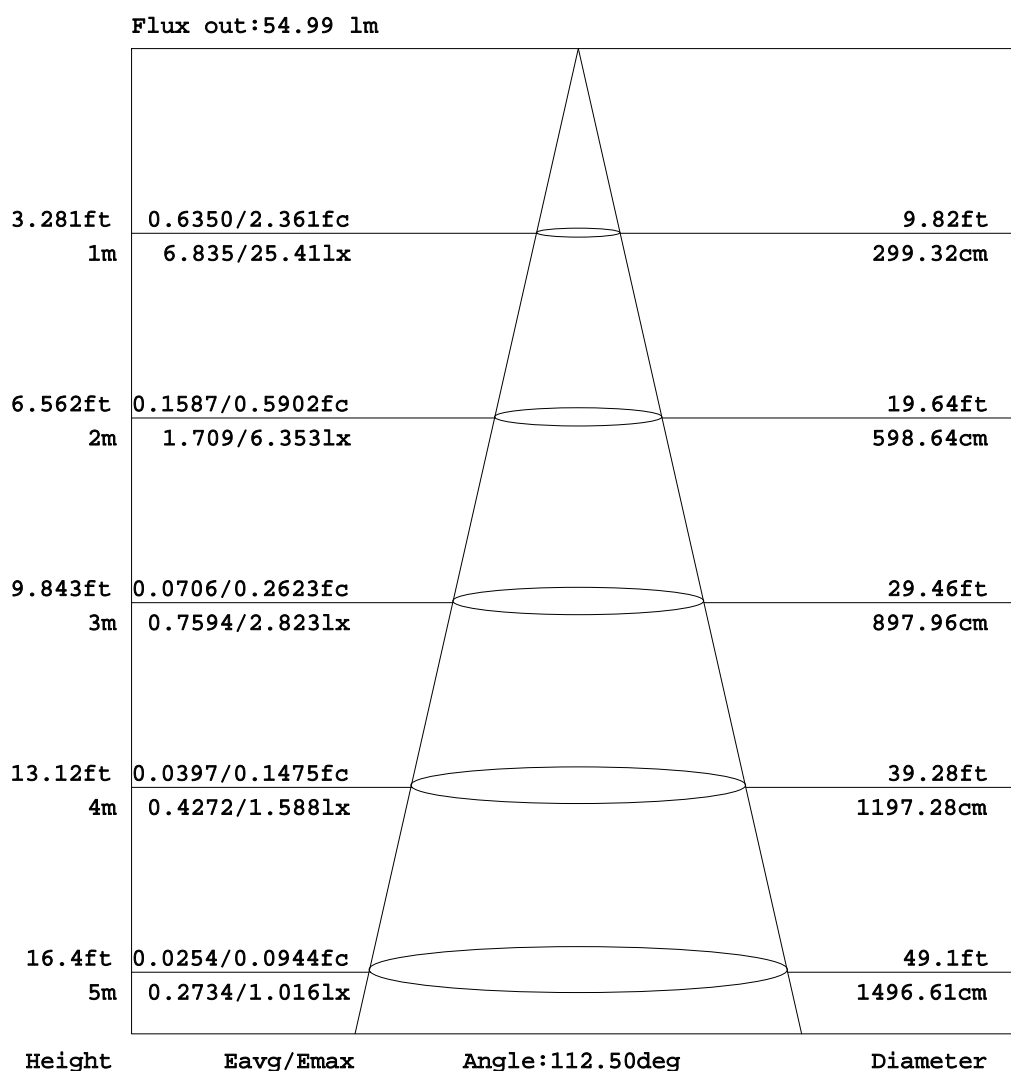 Flux out:54.99 lm
3.281ft 0.6350/2.361fc 9.82ft
1m 6.835/25.41lx 299.32cm
6.562ft 0.1587/0.5902fc 19.64ft
2m 1.709/6.353lx 598.64cm
9.843ft 0.0706/0.2623fc 29.46ft
3m 0.7594/2.823lx 897.96cm
13.12ft 0.0397/0.1475fc 39.28ft
4m 0.4272/1.588lx 1197.28cm
16.4ft 0.0254/0.0944fc 49.1ft
5m 0.2734/1.016lx 1496.61cm
Height Eavg/Emax Angle:112.50deg Diameter